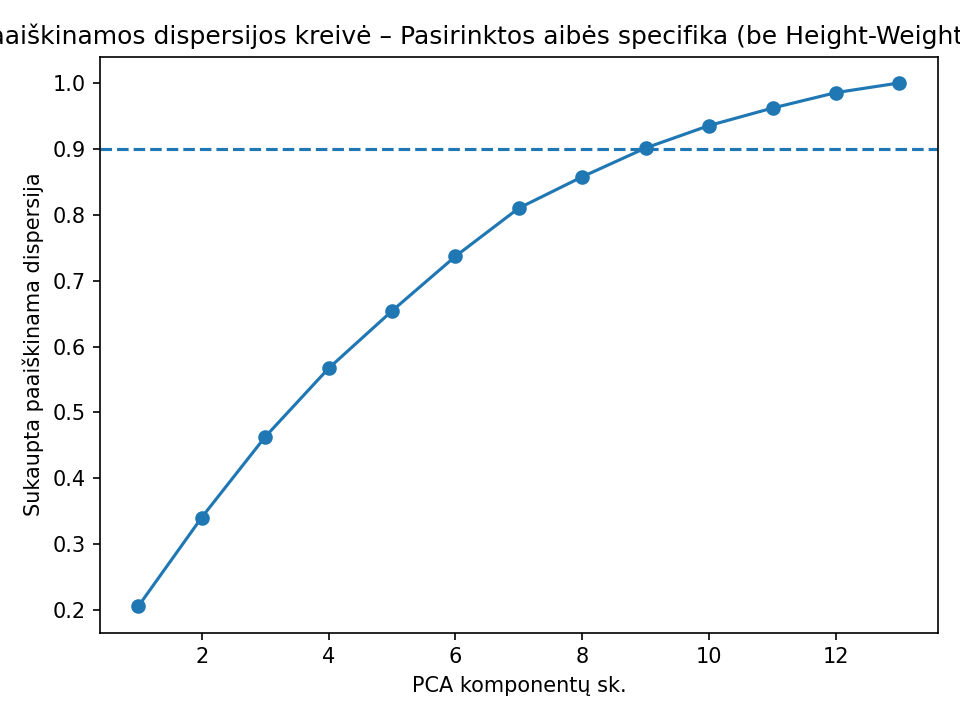 aiškinamos dispersijos kreivė – Pasirinktos aibės specifika (be Height-Weight
1.0
0.9
0.8
0.7
0.6
0.5
0.4
0.3
0.2
Sukaupta paaiškinama dispersija
2 4 6 8 10 12
PCA komponentų sk.